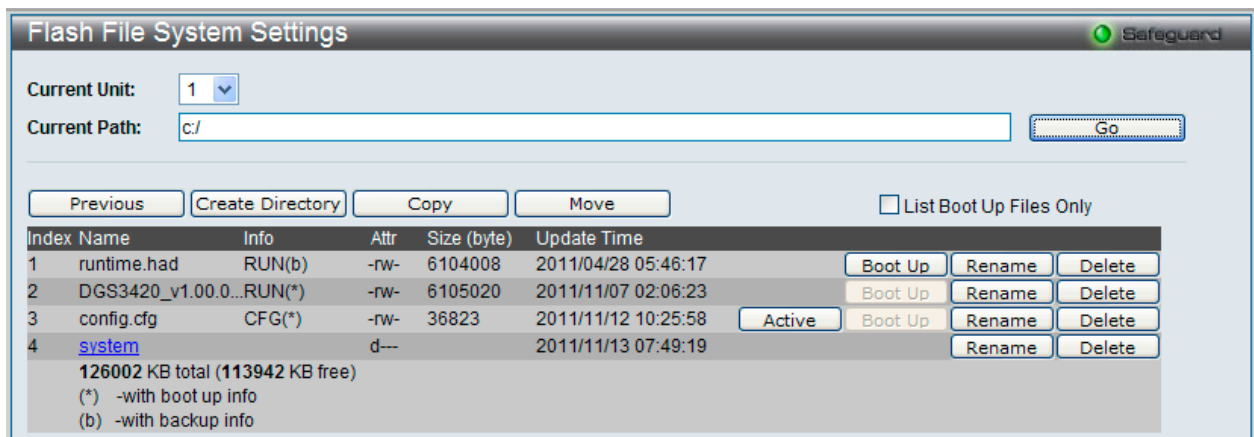 Flash File System Settings Safeguard
Current Unit: 1
Current Path: c:/ Go
Previous Create Directory Copy Move List Boot Up Files Only
Index Name Info Attr Size (byte) Update Time
1 runtime.had RUN(b) -rw- 6104008 2011/04/28 05:46:17 Boot Up Rename Delete
2 DGS3420_v1.00.0...RUN(*) -rw- 6105020 2011/11/07 02:06:23 Boot Up Rename Delete
3 config.cfg CFG(*) -rw- 36823 2011/11/12 10:25:58 Active Boot Up Rename Delete
4 system d--- 2011/11/13 07:49:19 Rename Delete
126002 KB total (113942 KB free)
(*) -with boot up info
(b) -with backup info